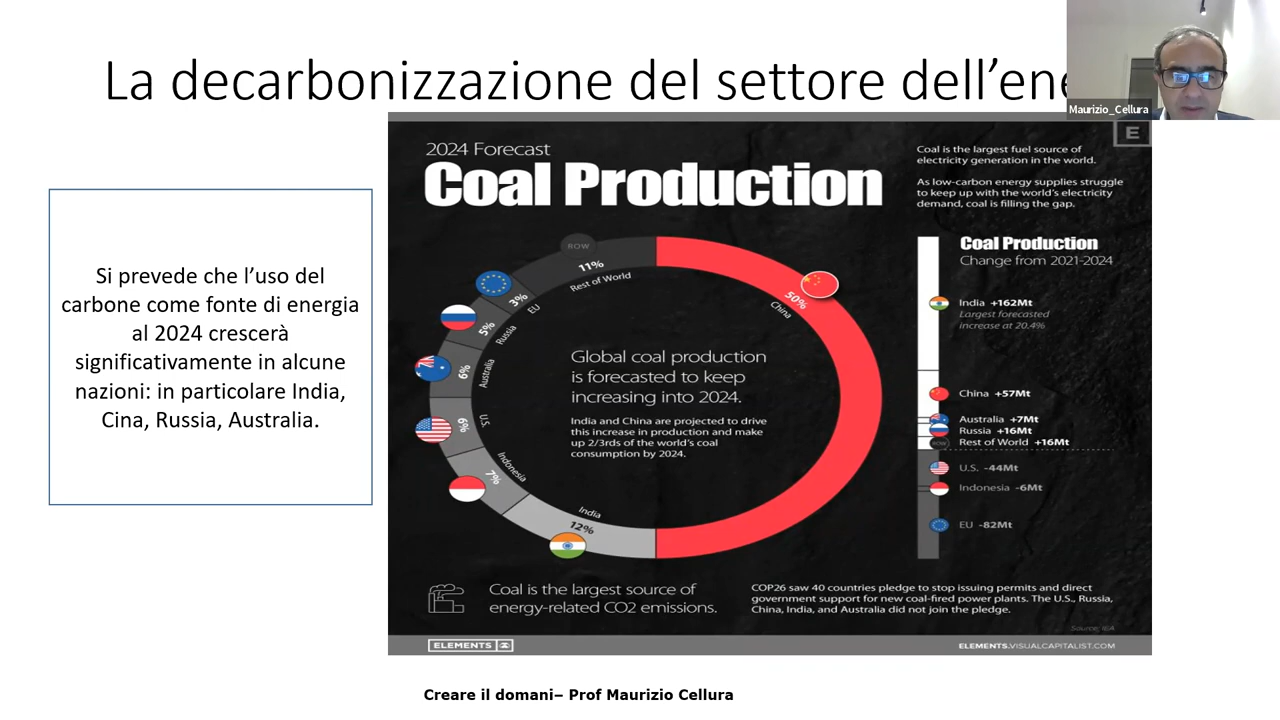 La decarbonizzazione del settore dell’ene
Maurizio_Cellura
Si prevede che l’uso del
carbone come fonte di energia
al 2024 crescerà
significativamente in alcune
nazioni: in particolare India,
Cina, Russia, Australia.
E
2024 Forecast
Coal Production
Coal is the largest fuel source of
electricity generation in the world.
As low-carbon energy supplies struggle
to keep up with the world's electricity
demand, coal is filling the gap.
ROW
11%
Rest of World
3%
EU
5%
Russia
6%
Australia
6%
U.S.
7%
Indonesia
12%
India
50%
China
Global coal production
is forecasted to keep
increasing into 2024.
India and China are projected to drive
this increase in production and make
up 2/3rds of the world's coal
consumption by 2024.
Coal Production
Change from 2021-2024
India +162Mt
Largest forecasted
increase at 20.4%
China +57Mt
Australia +7Mt
Russia +16Mt
ROW
Rest of World +16Mt
U.S. -44Mt
Indonesia -6Mt
EU -82Mt
Coal is the largest source of
energy-related CO2 emissions.
COP26 saw 40 countries pledge to stop issuing permits and direct
government support for new coal-fired power plants. The U.S., Russia,
China, India, and Australia did not join the pledge.
Source: IEA
ELEMENTS
ELEMENTS.VISUALCAPITALIST.COM
Creare il domani– Prof Maurizio Cellura